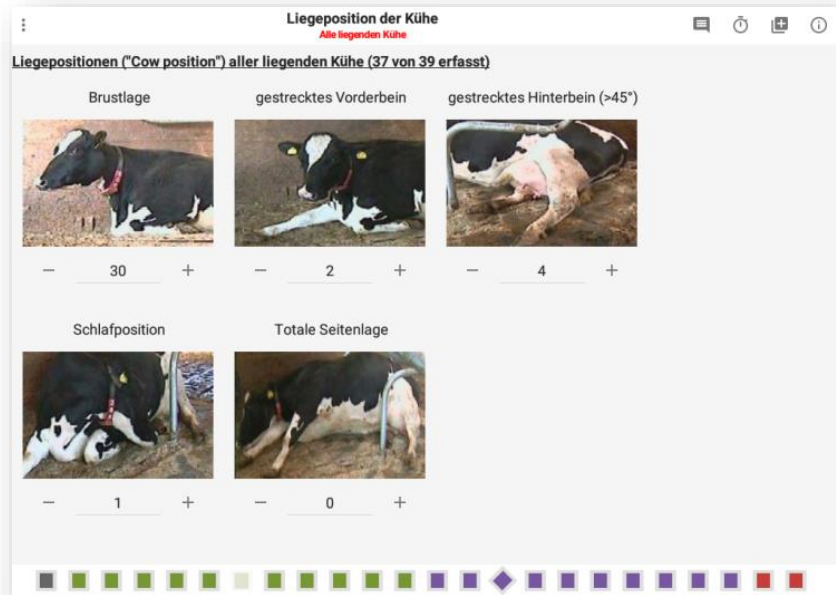 Liegeposition der Kühe
Alle liegenden Kühe
Liegepositionen ("Cow position") aller liegenden Kühe (37 von 39 erfasst)
Brustlage
gestrecktes Vorderbein
gestrecktes Hinterbein (>45°)
− 30 +
− 2 +
− 4 +
Schlafposition
Totale Seitenlage
− 1 +
− 0 +